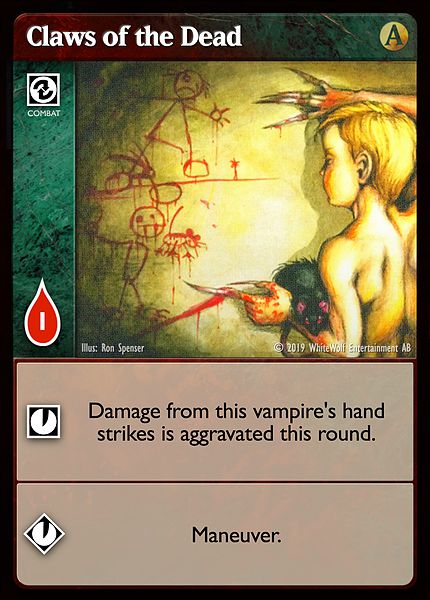 Claws of the Dead
A
COMBAT
1
Illus: Ron Spenser
© 2019 WhiteWolf Entertainment AB
Damage from this vampire's hand
strikes is aggravated this round.
Maneuver.